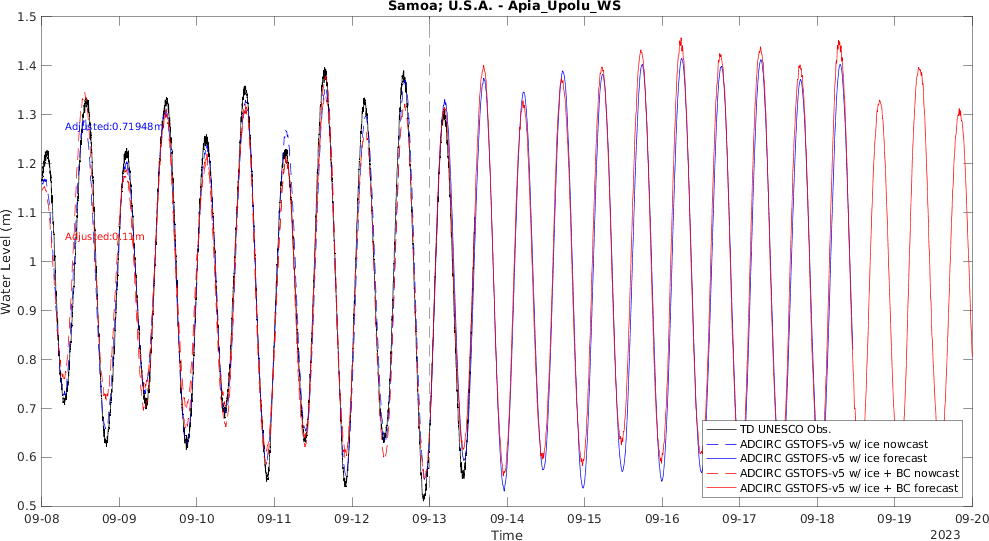 Samoa; U.S.A. - Apia_Upolu_WS
1.5
1.4
1.3
1.2
1.1
1
0.9
0.8
0.7
0.6
0.5
Water Level (m)
Adjusted:0.71948m
Adjusted:0.11m
TD UNESCO Obs.
ADCIRC GSTOFS-v5 w/ ice nowcast
ADCIRC GSTOFS-v5 w/ ice forecast
ADCIRC GSTOFS-v5 w/ ice + BC nowcast
ADCIRC GSTOFS-v5 w/ ice + BC forecast
09-08 09-09 09-10 09-11 09-12 09-13 09-14 09-15 09-16 09-17 09-18 09-19 09-20
Time
2023